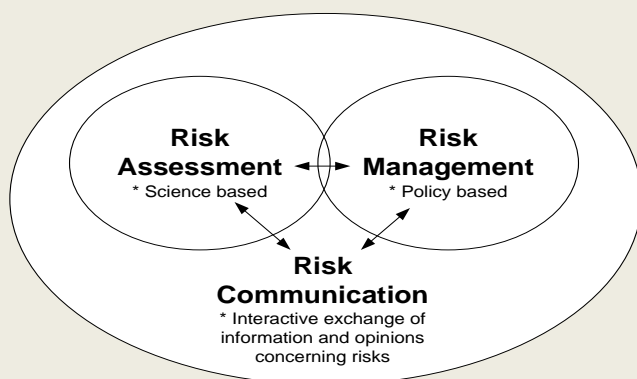 Risk
Assessment
* Science based
Risk
Management
* Policy based
Risk
Communication
* Interactive exchange of
information and opinions
concerning risks